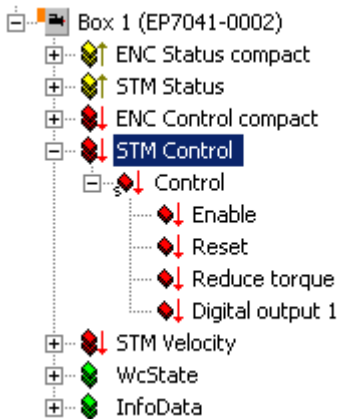 Box 1 (EP7041-0002)
ENC Status compact
STM Status
ENC Control compact
STM Control
Control
Enable
Reset
Reduce torque
Digital output 1
STM Velocity
WcState
InfoData